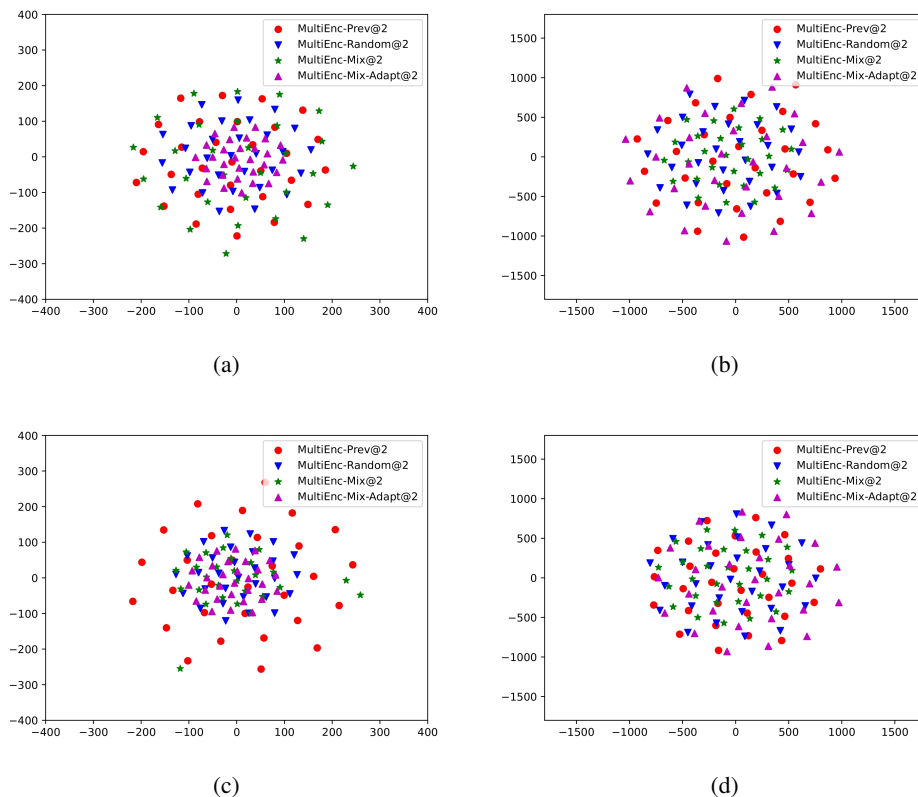 400
300
200
100
0
−100
−200
−300
−400
−400 −300 −200 −100 0 100 200 300 400
MultiEnc-Prev@2
MultiEnc-Random@2
MultiEnc-Mix@2
MultiEnc-Mix-Adapt@2
(a)
1500
1000
500
0
−500
−1000
−1500
−1500 −1000 −500 0 500 1000 1500
MultiEnc-Prev@2
MultiEnc-Random@2
MultiEnc-Mix@2
MultiEnc-Mix-Adapt@2
(b)
400
300
200
100
0
−100
−200
−300
−400
−400 −300 −200 −100 0 100 200 300 400
MultiEnc-Prev@2
MultiEnc-Random@2
MultiEnc-Mix@2
MultiEnc-Mix-Adapt@2
(c)
1500
1000
500
0
−500
−1000
−1500
−1500 −1000 −500 0 500 1000 1500
MultiEnc-Prev@2
MultiEnc-Random@2
MultiEnc-Mix@2
MultiEnc-Mix-Adapt@2
(d)